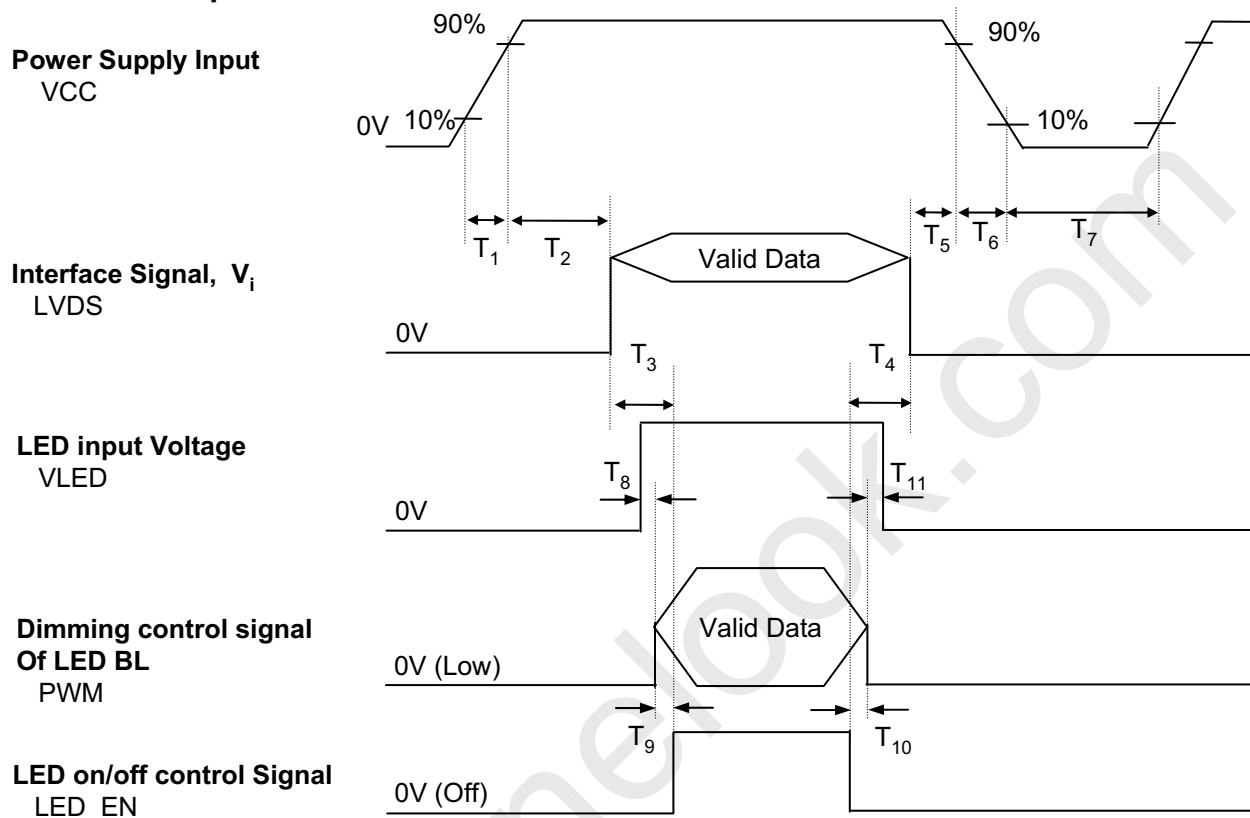 90%
90%
Power Supply Input
VCC
0V
10%
10%
T1
T2
T5
T6
T7
Valid Data
Interface Signal, Vi
LVDS
0V
T3
T4
LED input Voltage
VLED
T8
T11
0V
Dimming control signal
Of LED BL
PWM
Valid Data
0V (Low)
T9
T10
LED on/off control Signal
LED_EN
0V (Off)